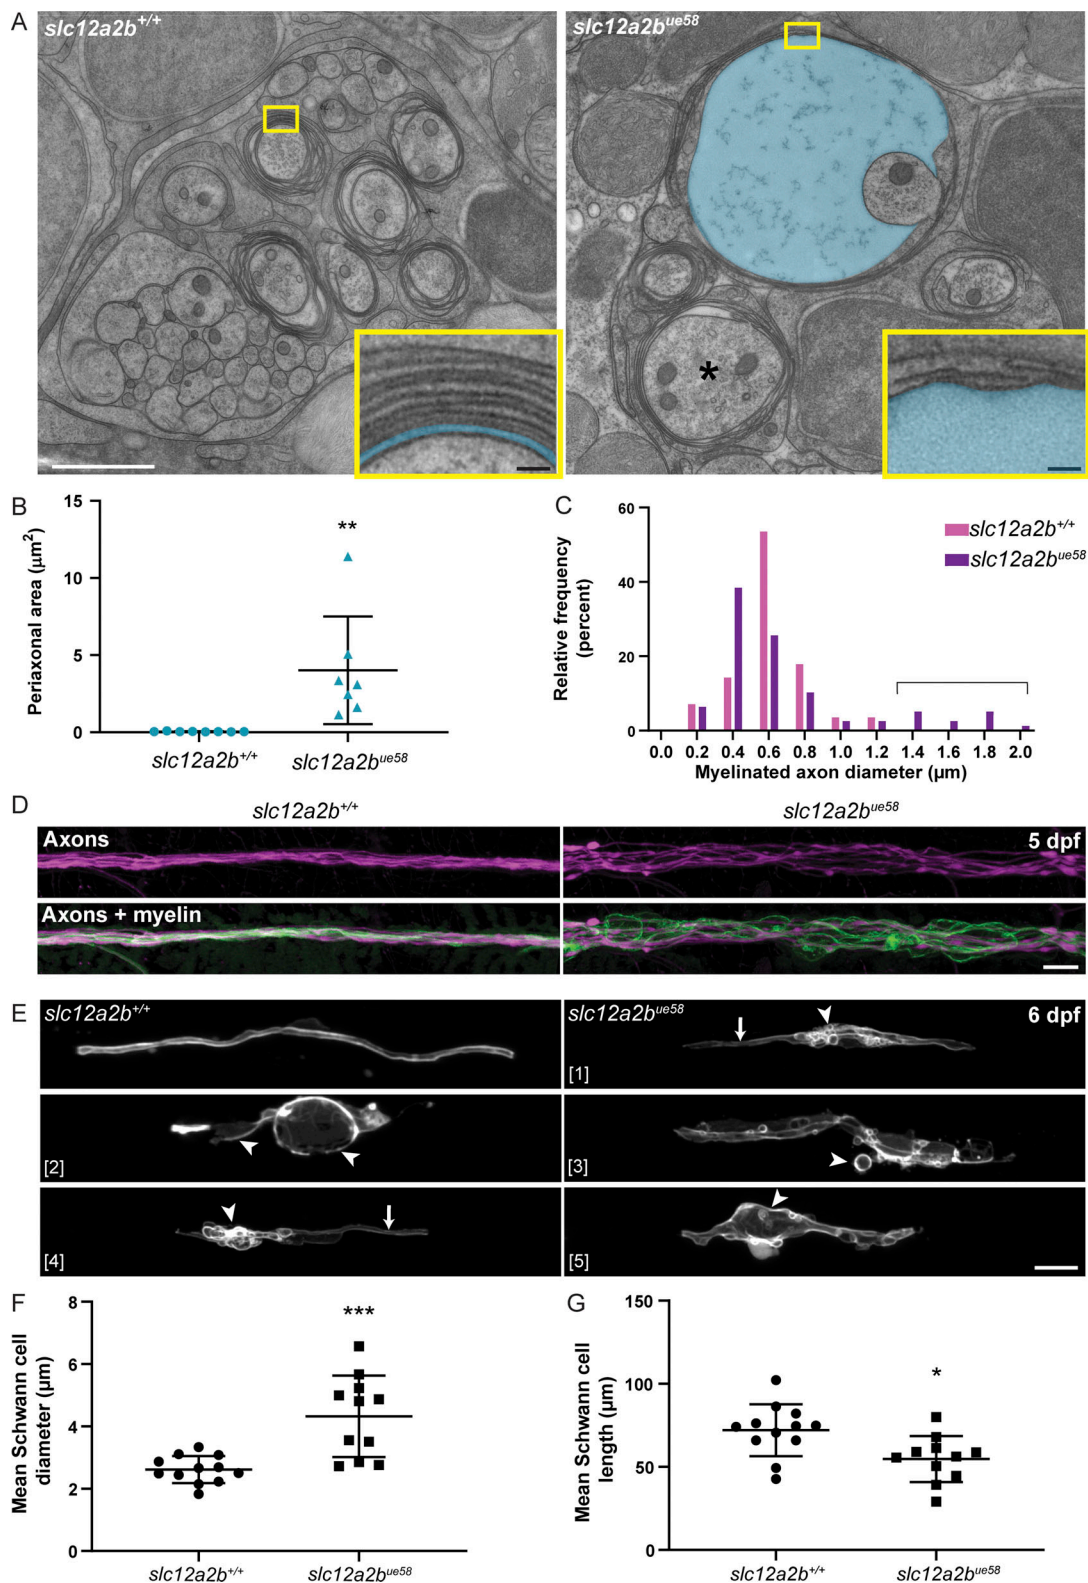 A
slc12a2b+/+
slc12a2bue58
*
B
Periaxonal area (μm2)
15
10
5
0
**
slc12a2b+/+
slc12a2bue58
C
Relative frequency
(percent)
60
40
20
0
slc12a2b+/+
slc12a2bue58
0.0 0.2 0.4 0.6 0.8 1.0 1.2 1.4 1.6 1.8 2.0
Myelinated axon diameter (μm)
D
slc12a2b+/+
slc12a2bue58
Axons
5 dpf
Axons + myelin
E
slc12a2b+/+
slc12a2bue58
6 dpf
[1]
[2]
[3]
[4]
[5]
F
Mean Schwann cell
diameter (μm)
8
6
4
2
0
***
slc12a2b+/+
slc12a2bue58
G
Mean Schwann cell
length (μm)
150
100
50
0
*
slc12a2b+/+
slc12a2bue58